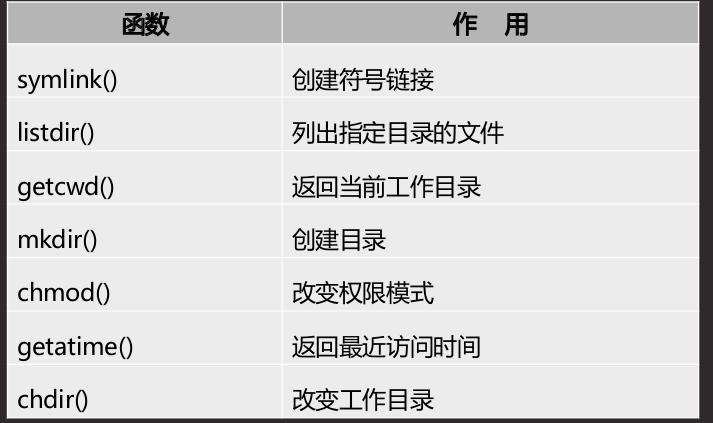 函数 作 用
symlink() 创建符号链接
listdir() 列出指定目录的文件
getcwd() 返回当前工作目录
mkdir() 创建目录
chmod() 改变权限模式
getatime() 返回最近访问时间
chdir() 改变工作目录